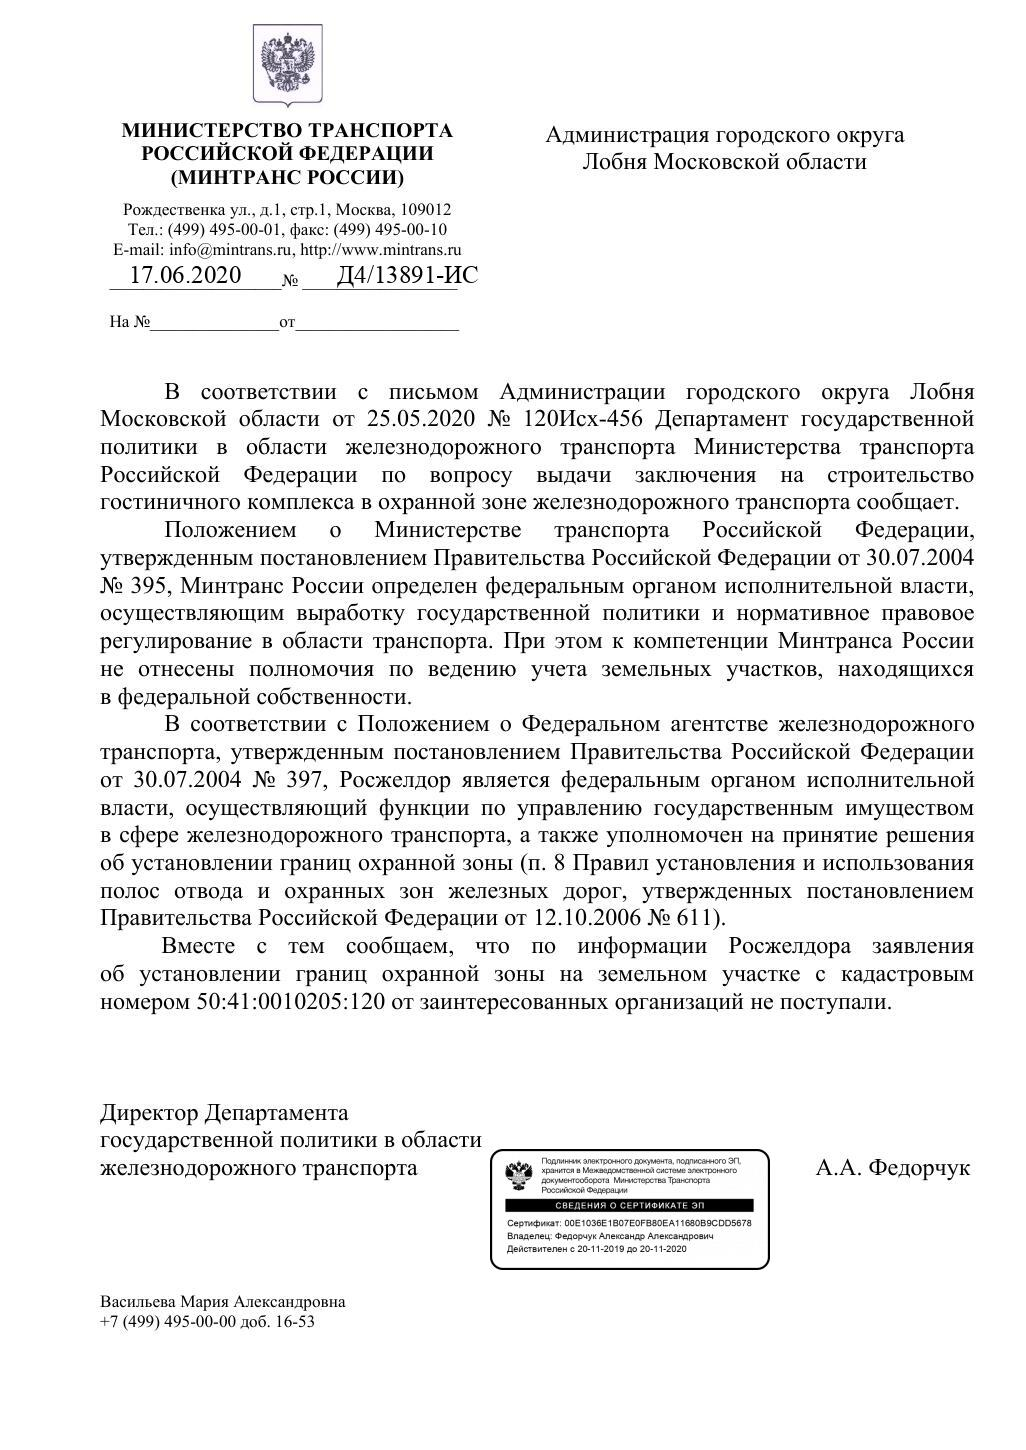 МИНИСТЕРСТВО ТРАНСПОРТА
РОССИЙСКОЙ ФЕДЕРАЦИИ
(МИНТРАНС РОССИИ)
Рождественка ул., д.1, стр.1, Москва, 109012
Тел.: (499) 495-00-01, факс: (499) 495-00-10
E-mail: info@mintrans.ru, http://www.mintrans.ru
17.06.2020 № Д4/13891-ИС
На №_______________от___________________
Администрация городского округа
Лобня Московской области
В соответствии с письмом Администрации городского округа Лобня
Московской области от 25.05.2020 № 120Исх-456 Департамент государственной
политики в области железнодорожного транспорта Министерства транспорта
Российской Федерации по вопросу выдачи заключения на строительство
гостиничного комплекса в охранной зоне железнодорожного транспорта сообщает.
Положением о Министерстве транспорта Российской Федерации,
утвержденным постановлением Правительства Российской Федерации от 30.07.2004
№ 395, Минтранс России определен федеральным органом исполнительной власти,
осуществляющим выработку государственной политики и нормативное правовое
регулирование в области транспорта. При этом к компетенции Минтранса России
не отнесены полномочия по ведению учета земельных участков, находящихся
в федеральной собственности.
В соответствии с Положением о Федеральном агентстве железнодорожного
транспорта, утвержденным постановлением Правительства Российской Федерации
от 30.07.2004 № 397, Росжелдор является федеральным органом исполнительной
власти, осуществляющий функции по управлению государственным имуществом
в сфере железнодорожного транспорта, а также уполномочен на принятие решения
об установлении границ охранной зоны (п. 8 Правил установления и использования
полос отвода и охранных зон железных дорог, утвержденных постановлением
Правительства Российской Федерации от 12.10.2006 № 611).
Вместе с тем сообщаем, что по информации Росжелдора заявления
об установлении границ охранной зоны на земельном участке с кадастровым
номером 50:41:0010205:120 от заинтересованных организаций не поступали.
Директор Департамента
государственной политики в области
железнодорожного транспорта
Подлинник электронного документа, подписанного ЭП,
хранится в Межведомственной системе электронного
документооборота Министерства Транспорта
Российской Федерации
СВЕДЕНИЯ О СЕРТИФИКАТЕ ЭП
Сертификат: 00E1036E1B07E0FB80EA11680B9CDD5678
Владелец: Федорчук Александр Александрович
Действителен с 20-11-2019 до 20-11-2020
А.А. Федорчук
Васильева Мария Александровна
+7 (499) 495-00-00 доб. 16-53